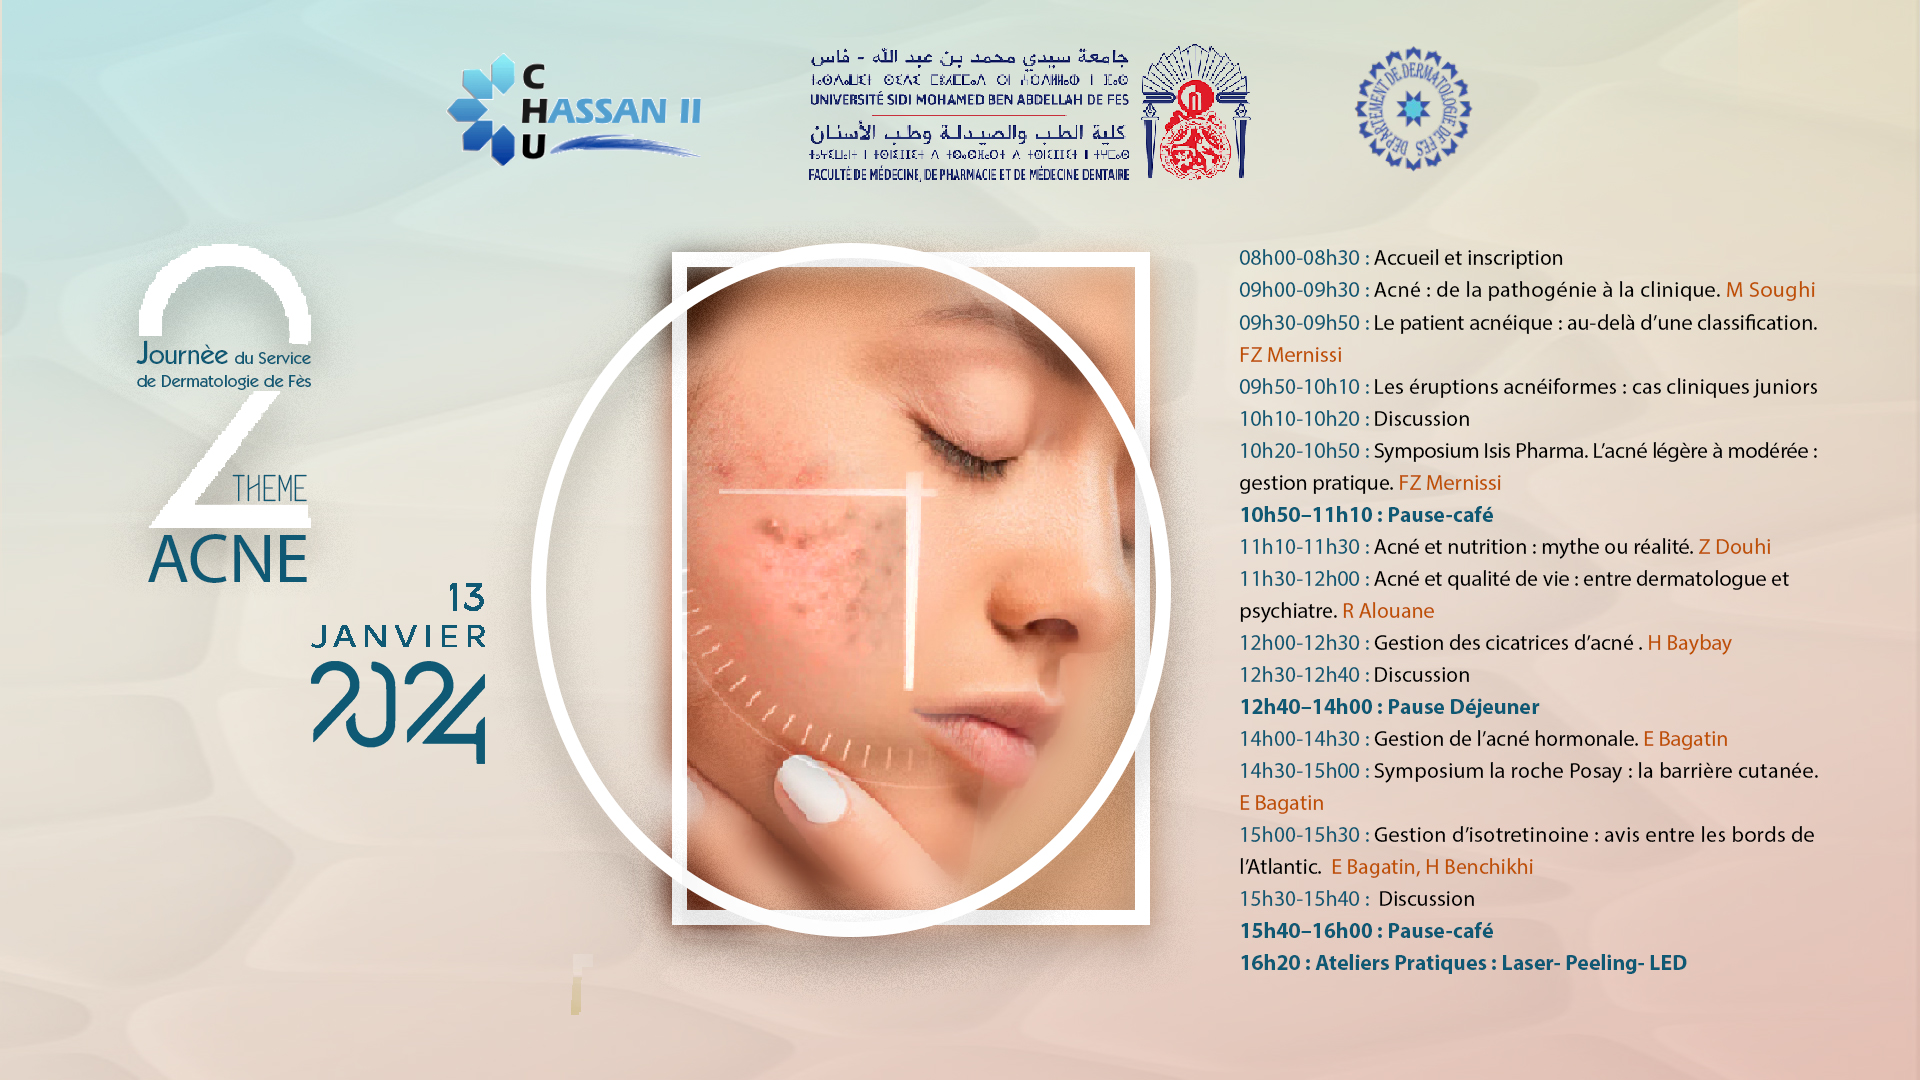 C
HASSAN II
U
جامعة سيدي محمد بن عبد الله - فاس
UNIVERSITÉ SIDI MOHAMED BEN ABDELLAH DE FES
كلية الطب والصيدلة وطب الأسنان
FACULTÉ DE MÉDECINE, DE PHARMACIE ET DE MÉDECINE DENTAIRE
DÉPARTEMENT DE DERMATOLOGIE DE FÈS
2
Journèe du Service
de Dermatologie de Fès
THEME
ACNE
13
JANVIER
2024
08h00-08h30 : Accueil et inscription
09h00-09h30 : Acné : de la pathogénie à la clinique. M Soughi
09h30-09h50 : Le patient acnéique : au-delà d’une classification.
FZ Mernissi
09h50-10h10 : Les éruptions acnéiformes : cas cliniques juniors
10h10-10h20 : Discussion
10h20-10h50 : Symposium Isis Pharma. L’acné légère à modérée :
gestion pratique. FZ Mernissi
10h50–11h10 : Pause-café
11h10-11h30 : Acné et nutrition : mythe ou réalité. Z Douhi
11h30-12h00 : Acné et qualité de vie : entre dermatologue et
psychiatre. R Alouane
12h00-12h30 : Gestion des cicatrices d’acné . H Baybay
12h30-12h40 : Discussion
12h40–14h00 : Pause Déjeuner
14h00-14h30 : Gestion de l’acné hormonale. E Bagatin
14h30-15h00 : Symposium la roche Posay : la barrière cutanée.
E Bagatin
15h00-15h30 : Gestion d’isotretinoine : avis entre les bords de
l’Atlantic. E Bagatin, H Benchikhi
15h30-15h40 : Discussion
15h40–16h00 : Pause-café
16h20 : Ateliers Pratiques : Laser- Peeling- LED